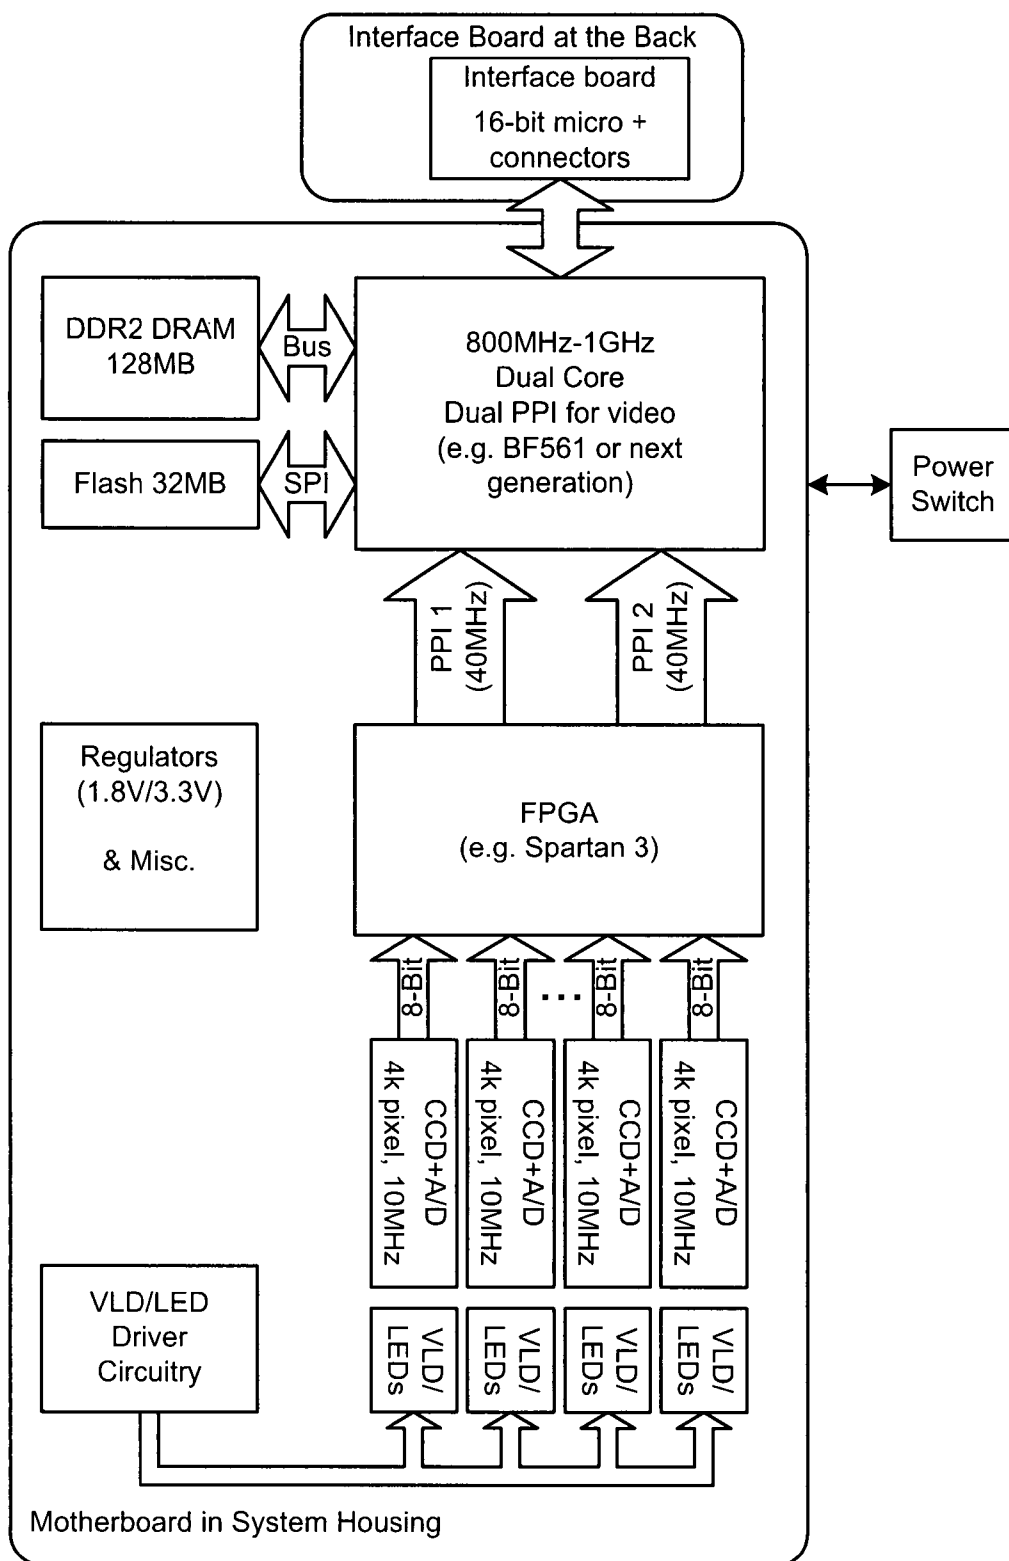 Interface Board at the Back
Interface board
16-bit micro +
connectors
DDR2 DRAM
128MB
Bus
800MHz-1GHz
Dual Core
Dual PPI for video
(e.g. BF561 or next
generation)
Flash 32MB
SPI
Power
Switch
PPI 1
(40MHz)
PPI 2
(40MHz)
Regulators
(1.8V/3.3V)
& Misc.
FPGA
(e.g. Spartan 3)
8-Bit
8-Bit
...
8-Bit
8-Bit
CCD+A/D
4k pixel, 10MHz
CCD+A/D
4k pixel, 10MHz
CCD+A/D
4k pixel, 10MHz
CCD+A/D
4k pixel, 10MHz
VLD/LED
Driver
Circuitry
VLD/
LEDs
VLD/
LEDs
VLD/
LEDs
VLD/
LEDs
Motherboard in System Housing